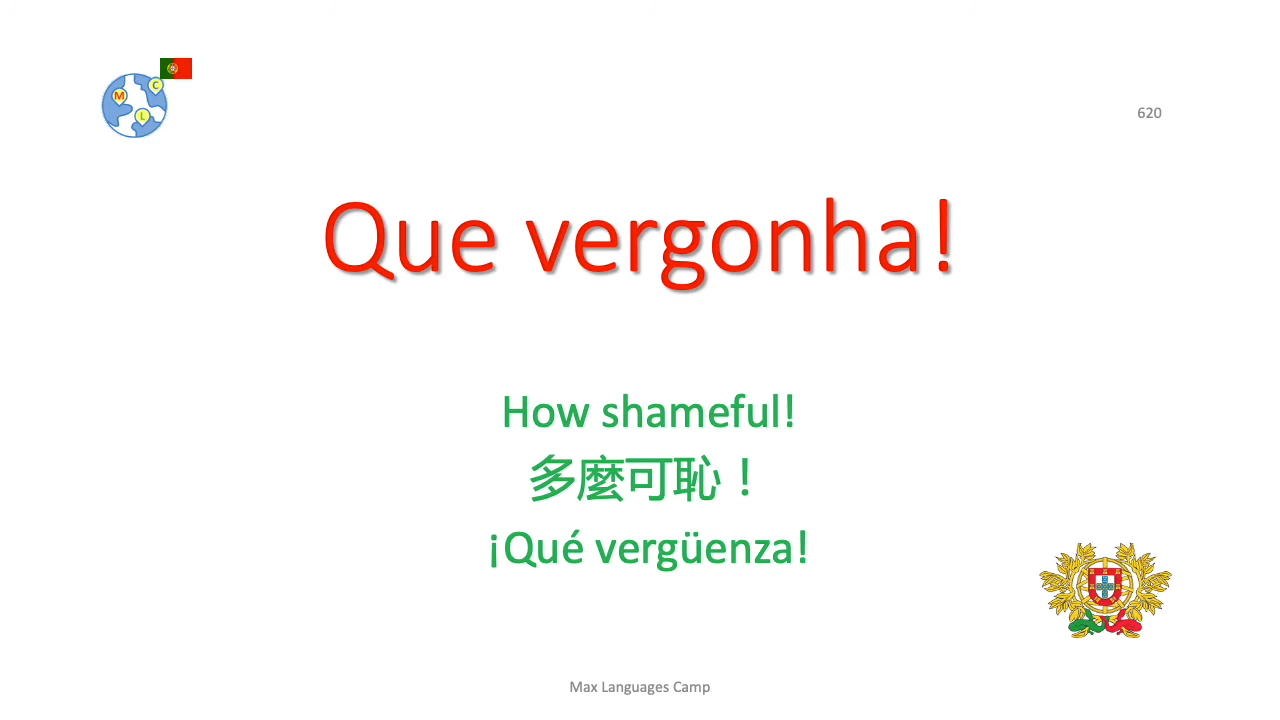 M C L
620
Que vergonha!
How shameful!
多麼可恥！
¡Qué vergüenza!
Max Languages Camp